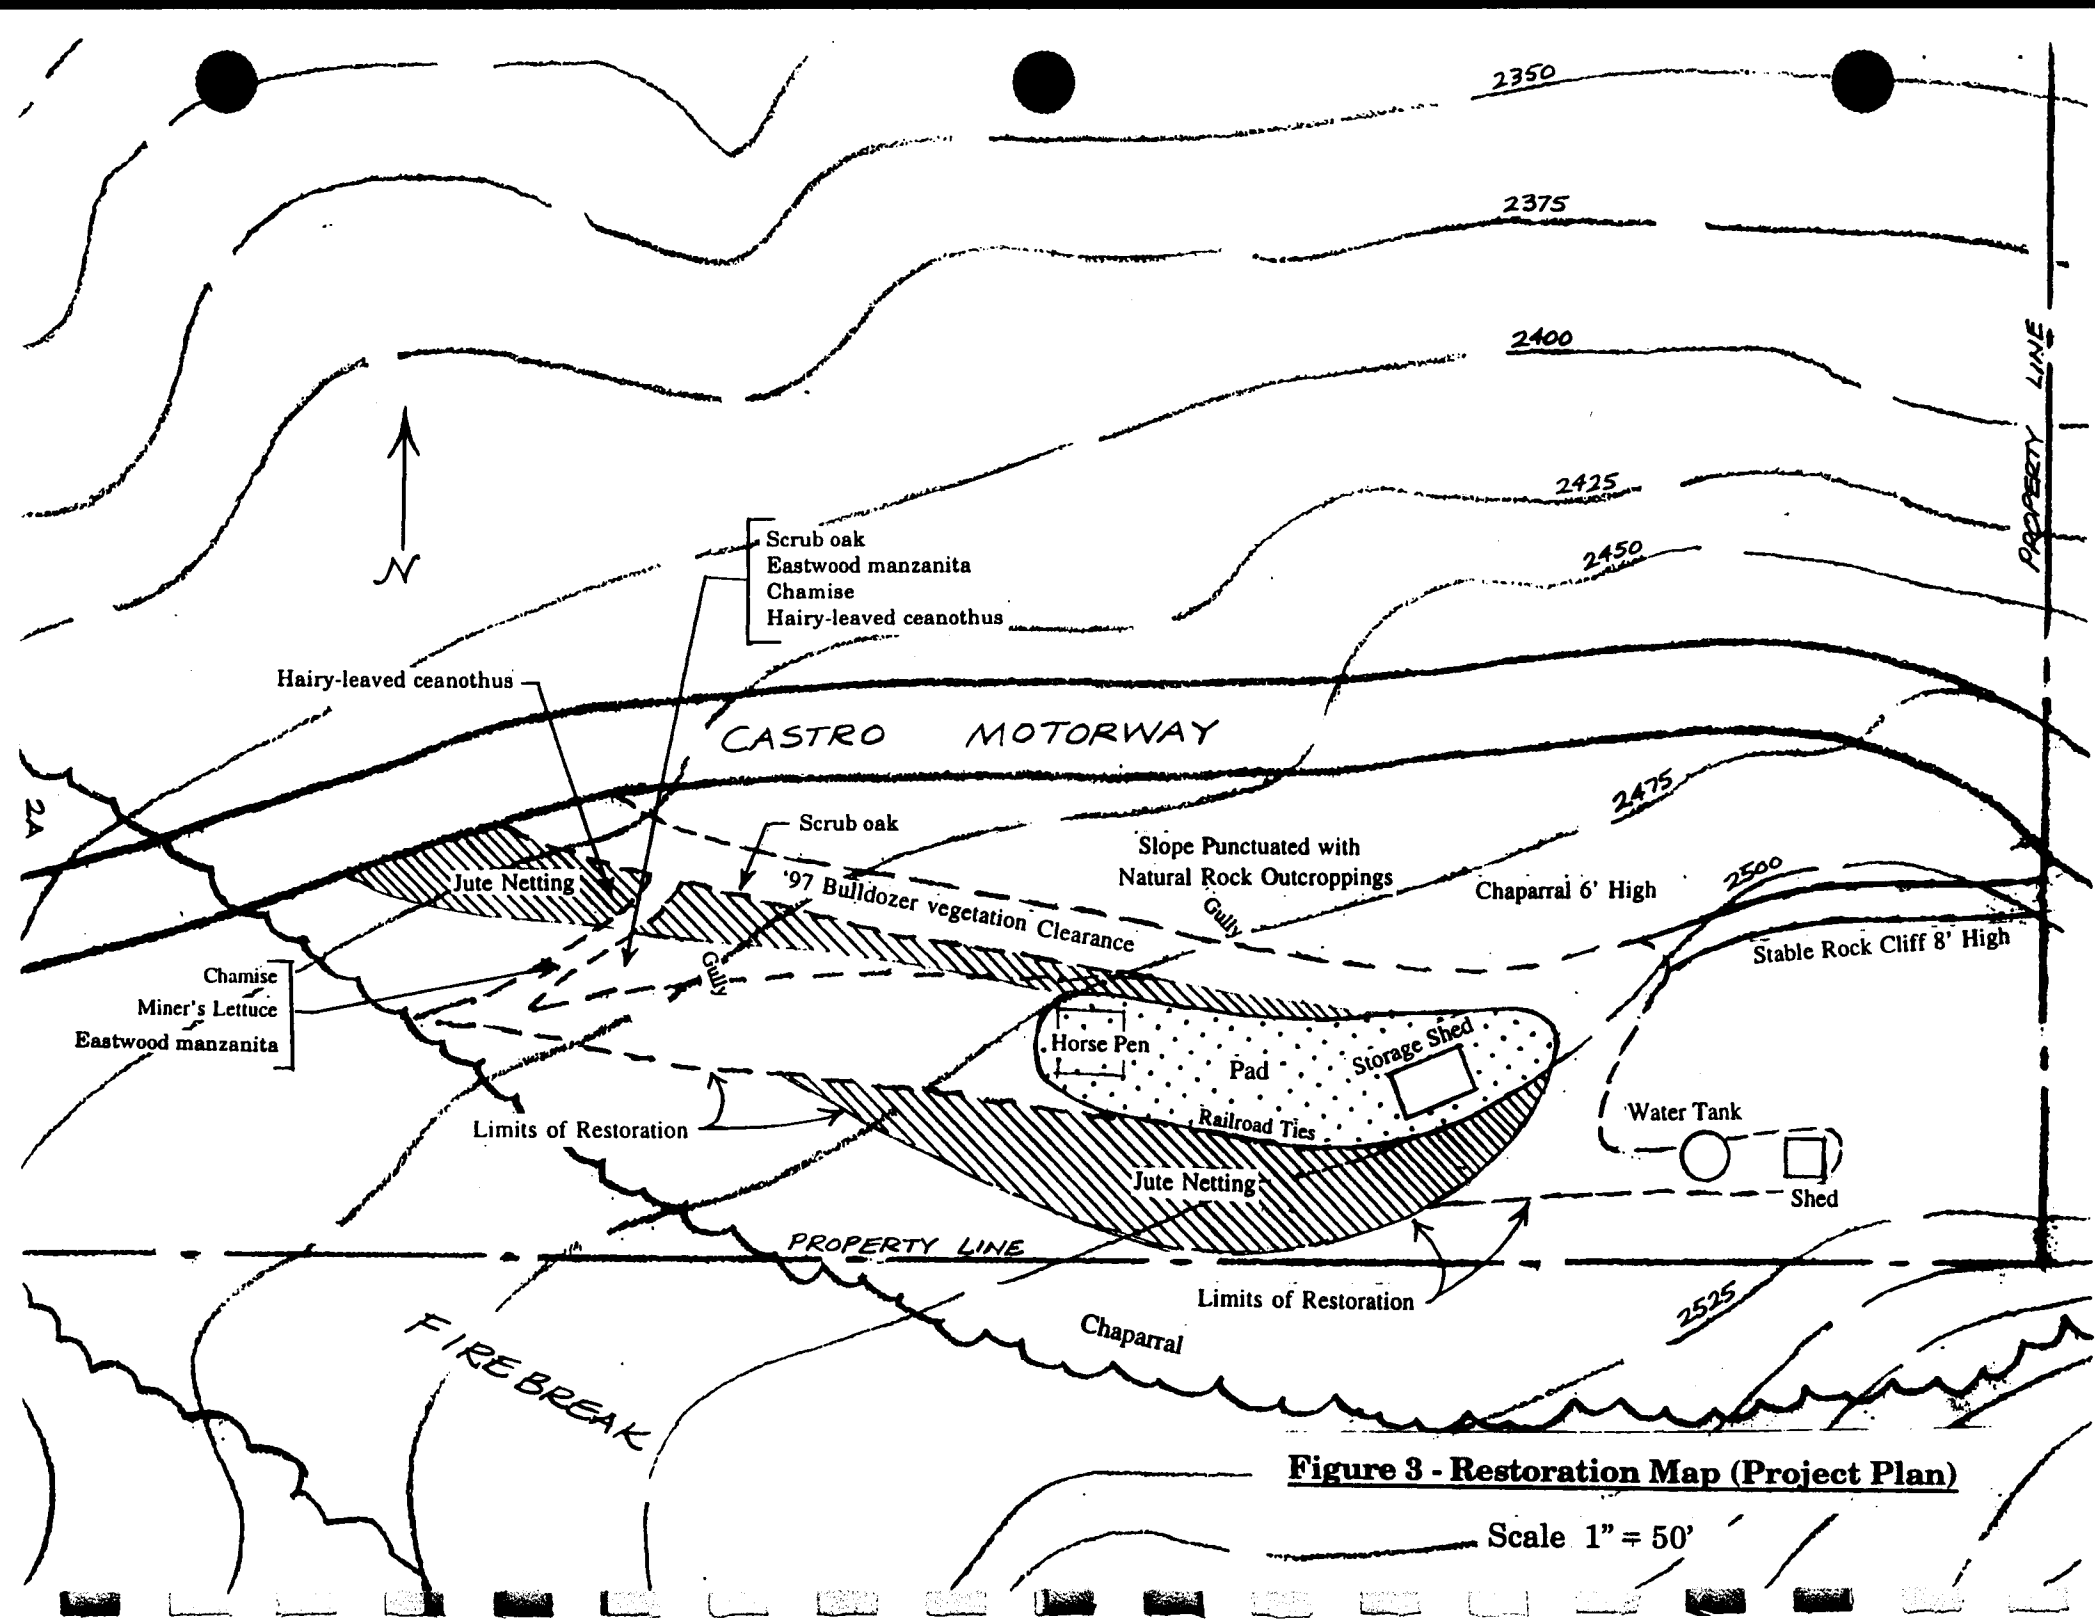 2350
2375
2400
PROPERTY LINE
2425
2450
N
Scrub oak
Eastwood manzanita
Chamise
Hairy-leaved ceanothus
Hairy-leaved ceanothus
CASTRO MOTORWAY
2475
2A
Scrub oak
Slope Punctuated with
Natural Rock Outcroppings
Jute Netting
'97 Bulldozer vegetation Clearance
Chaparral 6' High
2500
Gully
Stable Rock Cliff 8' High
Gully
Chamise
Miner's Lettuce
Eastwood manzanita
Horse Pen
Pad
Storage Shed
Railroad Ties
Water Tank
Limits of Restoration
Jute Netting
Shed
PROPERTY LINE
Limits of Restoration
2525
Chaparral
FIREBREAK
Figure 3 - Restoration Map (Project Plan)
Scale 1" = 50'